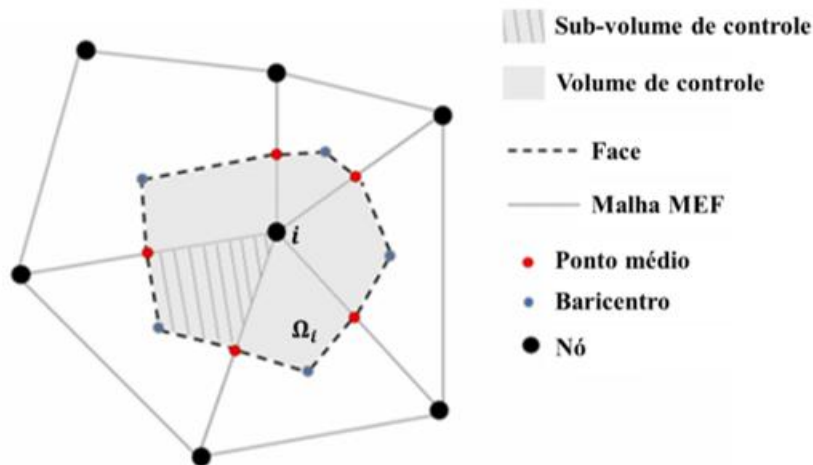 Sub-volume de controle
Volume de controle
Face
Malha MEF
Ponto médio
Baricentro
Nó
i
Ωᵢ